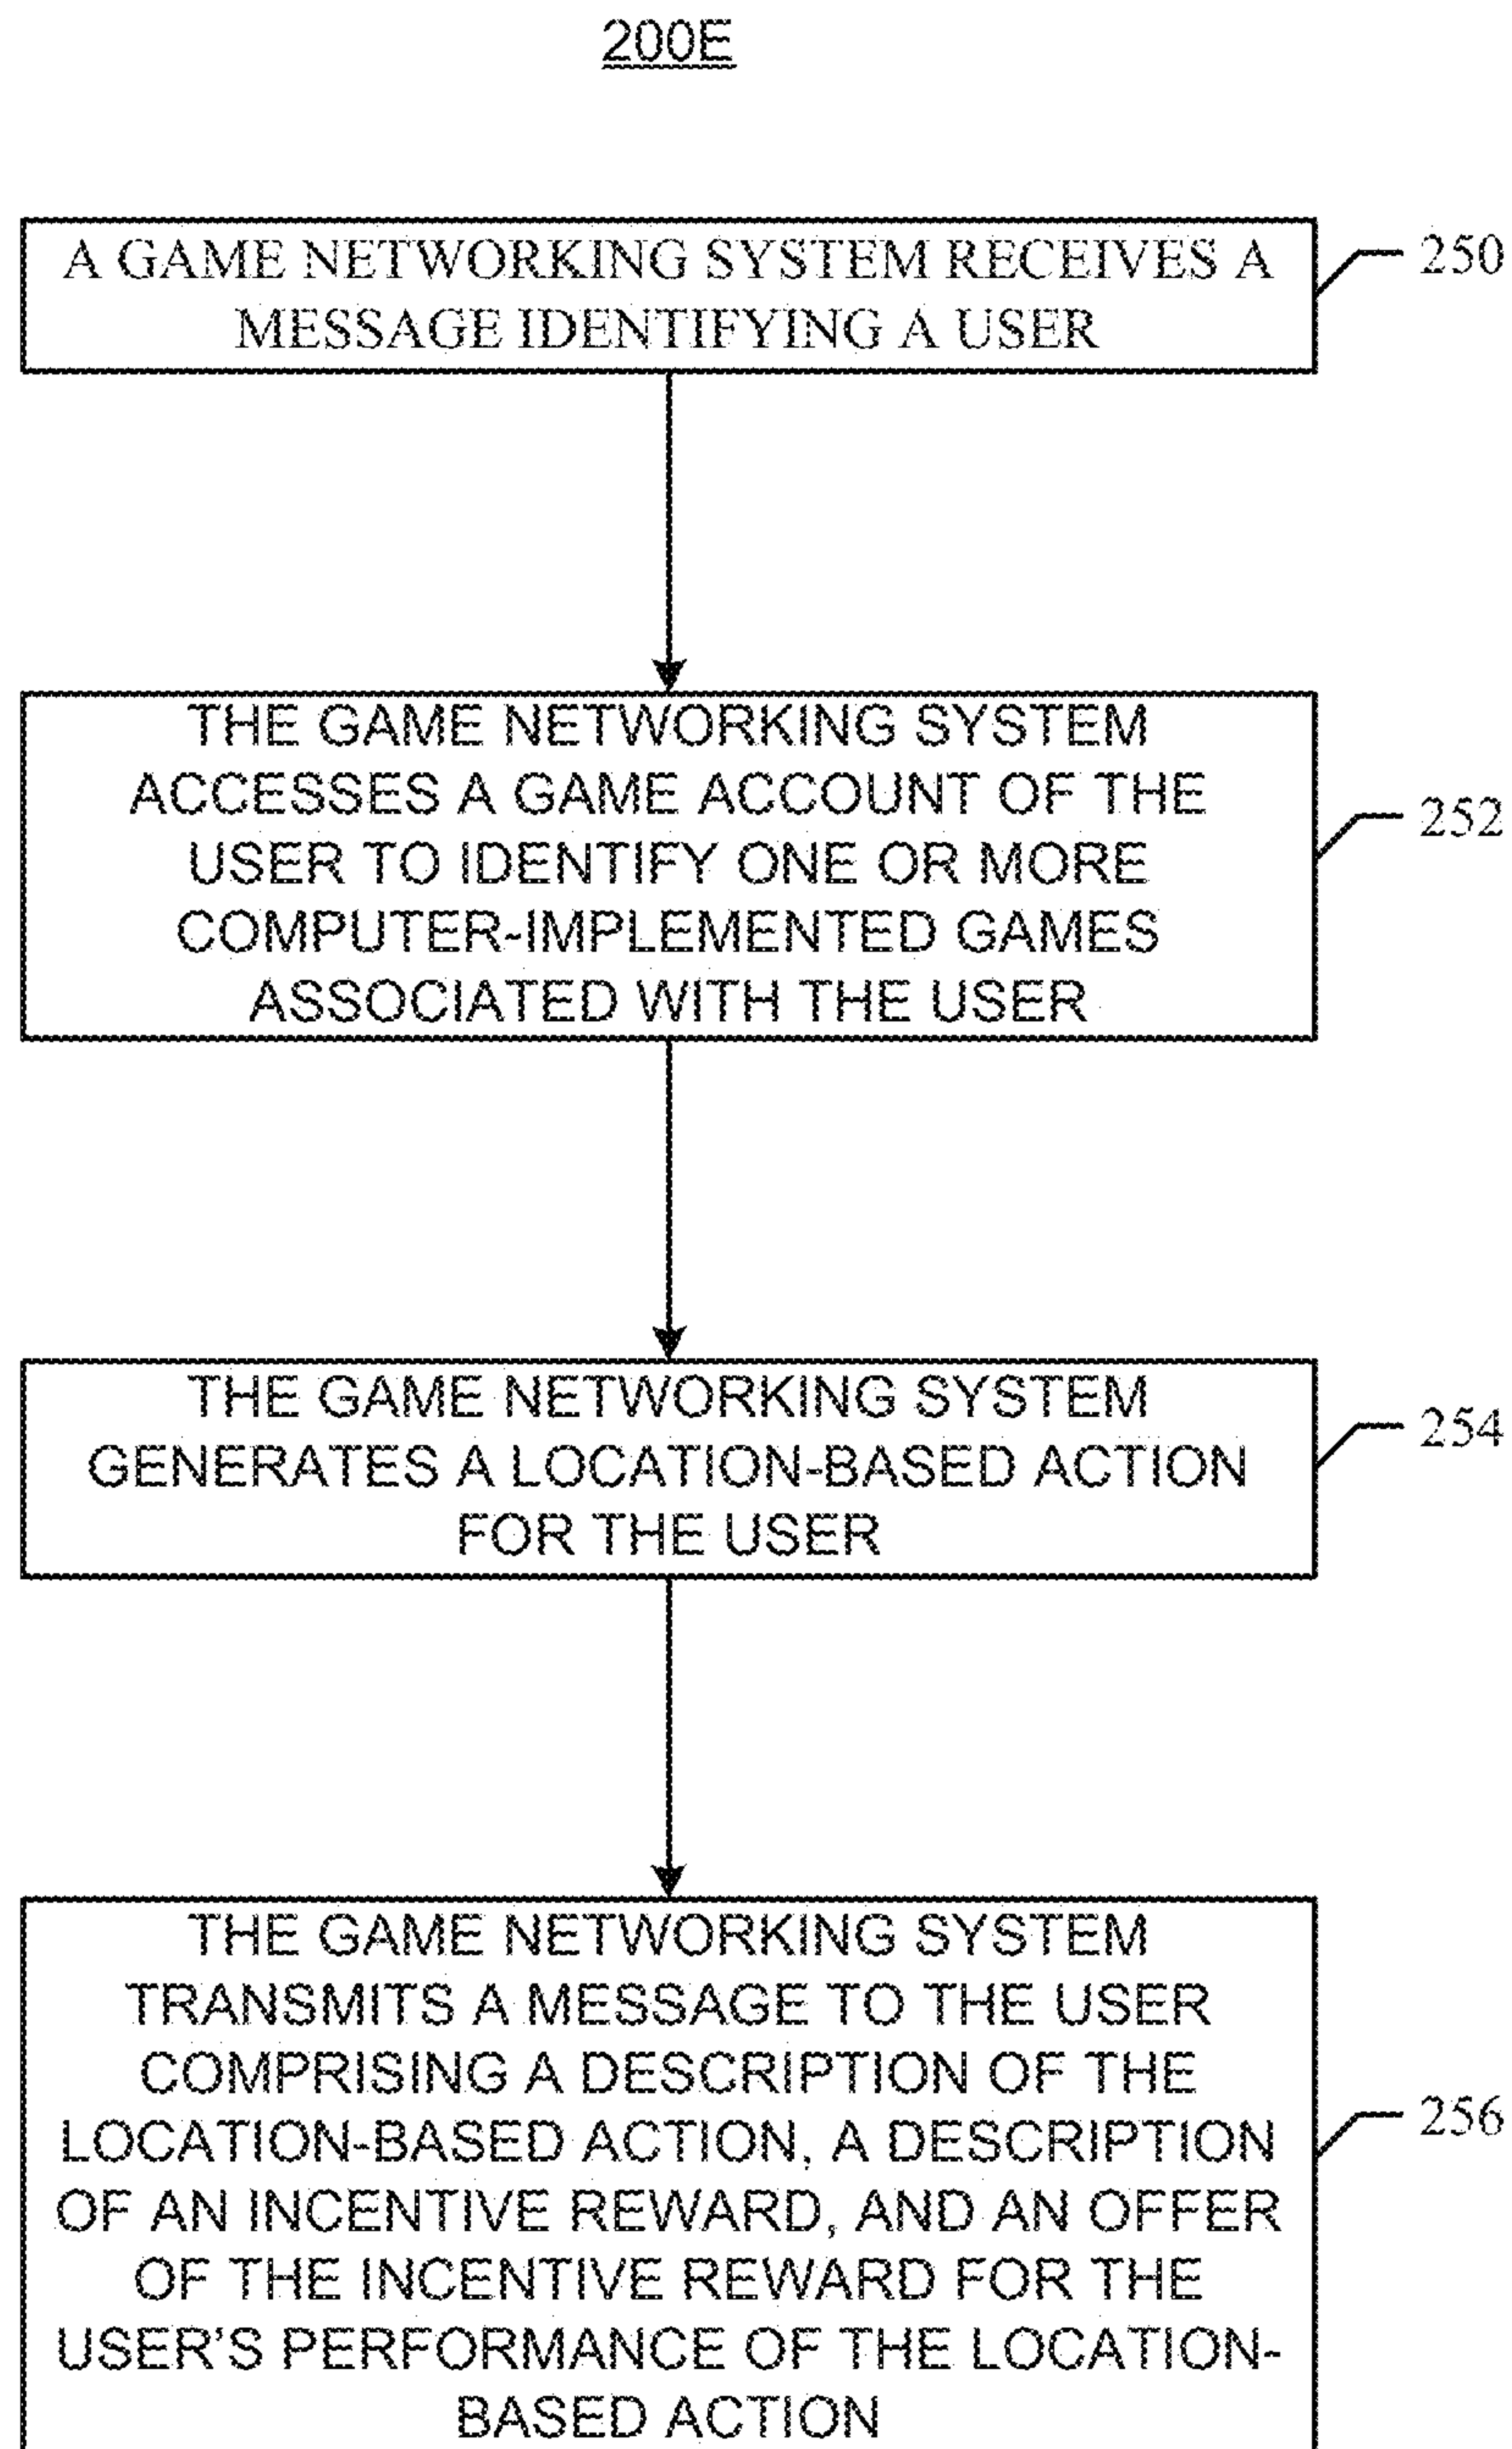 200E
A GAME NETWORKING SYSTEM RECEIVES A
MESSAGE IDENTIFYING A USER
250
THE GAME NETWORKING SYSTEM
ACCESSES A GAME ACCOUNT OF THE
USER TO IDENTIFY ONE OR MORE
COMPUTER-IMPLEMENTED GAMES
ASSOCIATED WITH THE USER
252
THE GAME NETWORKING SYSTEM
GENERATES A LOCATION-BASED ACTION
FOR THE USER
254
THE GAME NETWORKING SYSTEM
TRANSMITS A MESSAGE TO THE USER
COMPRISING A DESCRIPTION OF THE
LOCATION-BASED ACTION, A DESCRIPTION
OF AN INCENTIVE REWARD, AND AN OFFER
OF THE INCENTIVE REWARD FOR THE
USER'S PERFORMANCE OF THE LOCATION-
BASED ACTION
256